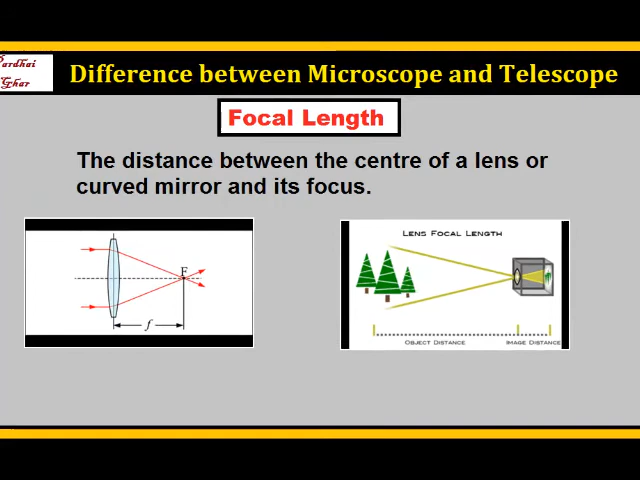 Pardhai
Ghar
Difference between Microscope and Telescope
Focal Length
The distance between the centre of a lens or
curved mirror and its focus.
F
f
LENS FOCAL LENGTH
OBJECT DISTANCE
IMAGE DISTANCE